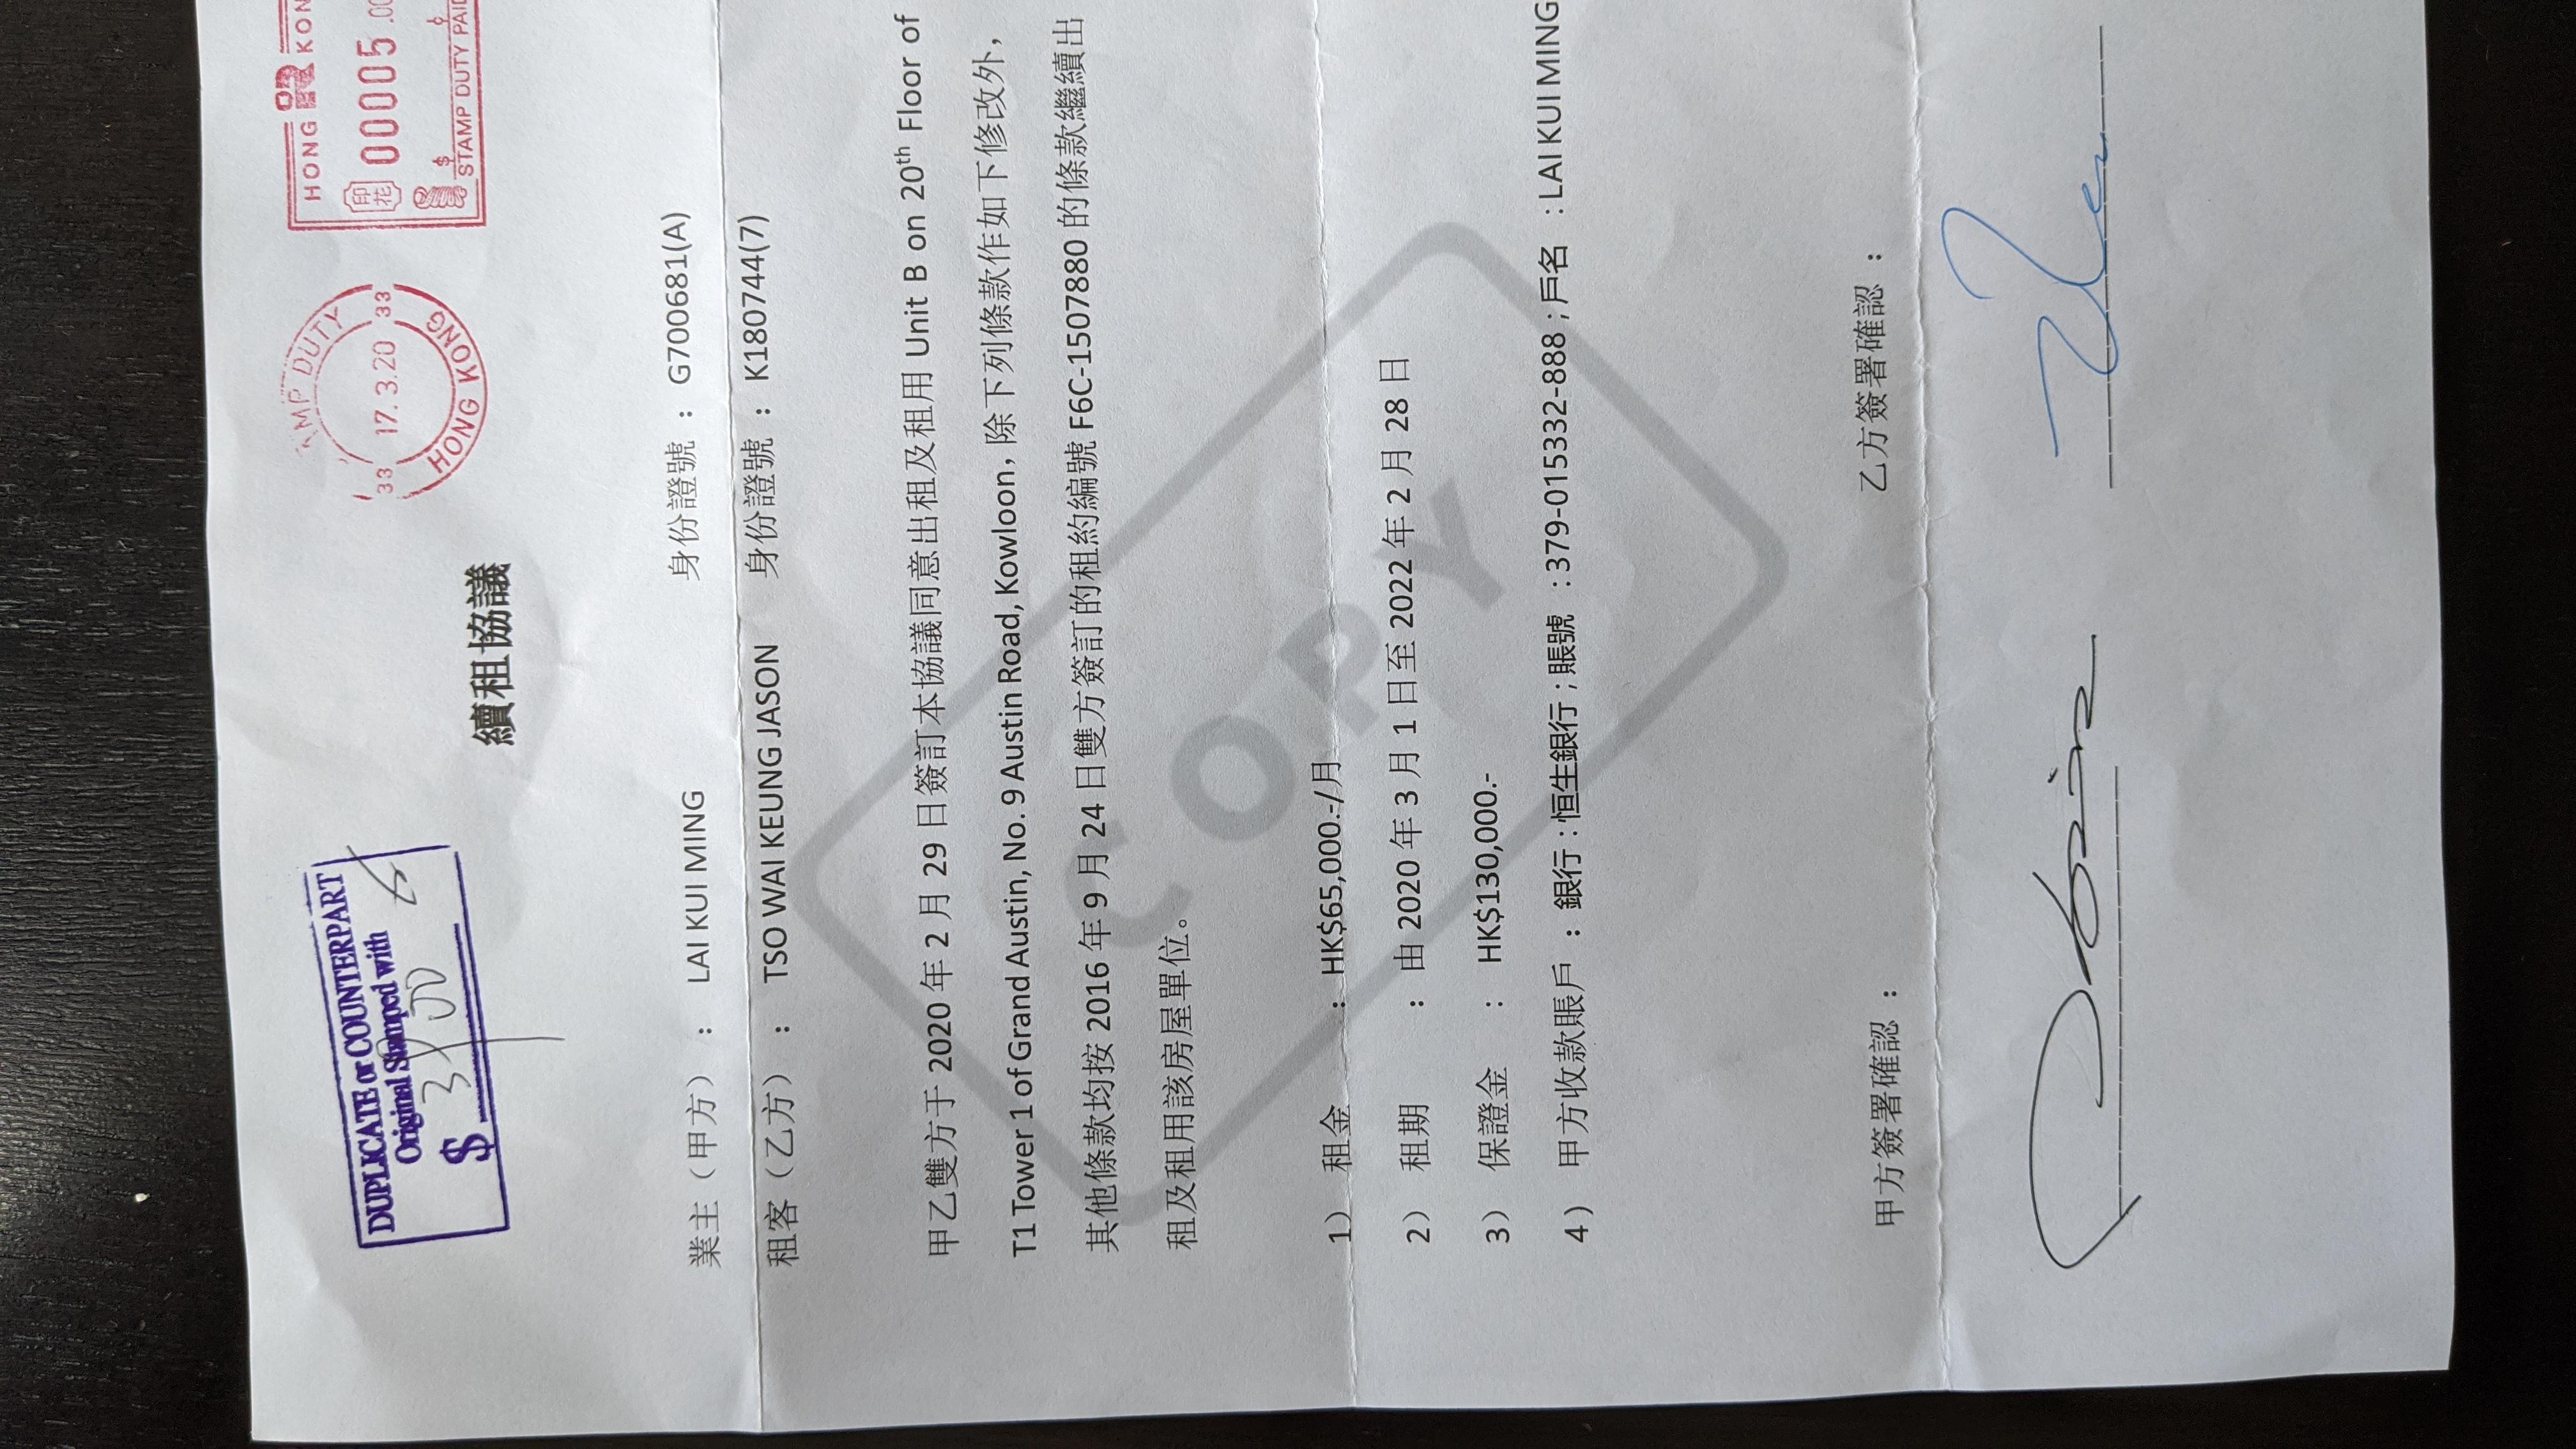 DUPLICATE or COUNTERPART
Original Stamped with
$ 3900
AMP DUTY
33 17.3.20 33
HONG KONG
HONG KON
印花
00005.00
$
STAMP DUTY PAID
續租協議
業主（甲方）： LAI KUI MING 身份證號：G700681(A)
租客（乙方）： TSO WAI KEUNG JASON 身份證號：K180744(7)
甲乙雙方于 2020 年 2 月 29 日簽訂本協議同意出租及租用 Unit B on 20th Floor of
T1 Tower 1 of Grand Austin, No. 9 Austin Road, Kowloon, 除下列條款作如下修改外，
其他條款均按 2016 年 9 月 24 日雙方簽訂的租約編號 F6C-1507880 的條款繼續出
租及租用該房屋單位。
1） 租金 ：HK$65,000.-/月
2） 租期 ：由 2020 年 3 月 1 日至 2022 年 2 月 28 日
3） 保證金 ：HK$130,000.-
4） 甲方收款賬戶 ：銀行：恒生銀行；賬號 ：379-015332-888；戶名 ：LAI KUI MING
COPY
甲方簽署確認： 乙方簽署確認：